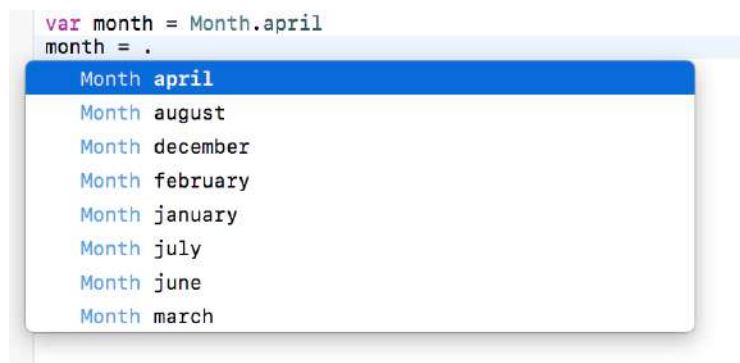 var month = Month.april
month = .
Month april
Month august
Month december
Month february
Month january
Month july
Month june
Month march